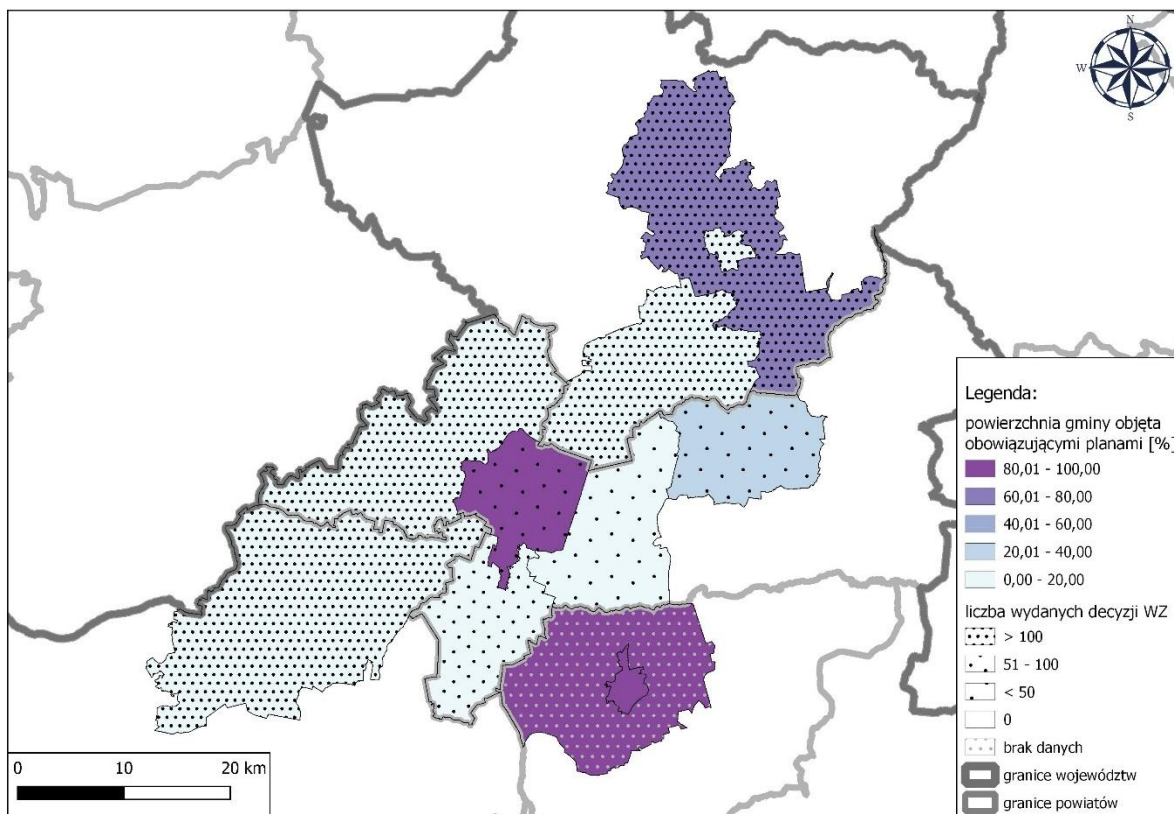 N
W
S
Legenda:
powierzchnia gminy objęta
obowiązującymi planami [%]
80,01 - 100,00
60,01 - 80,00
40,01 - 60,00
20,01 - 40,00
0,00 - 20,00
liczba wydanych decyzji WZ
> 100
51 - 100
< 50
0
brak danych
granice województw
granice powiatów
0 10 20 km